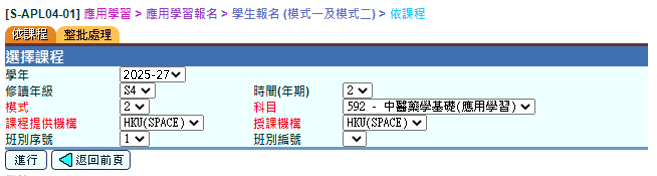 [S-APL04-01] 應用學習 > 應用學習報名 > 學生報名 (模式一及模式二) > 依課程
依課程 整批處理
選擇課程
學年 2025-27
修讀年級 S4 時間(年期) 2
模式 2 科目 592 - 中醫藥學基礎(應用學習)
課程提供機構 HKU(SPACE) 授課機構 HKU(SPACE)
班別序號 1 班別編號
進行 返回前頁